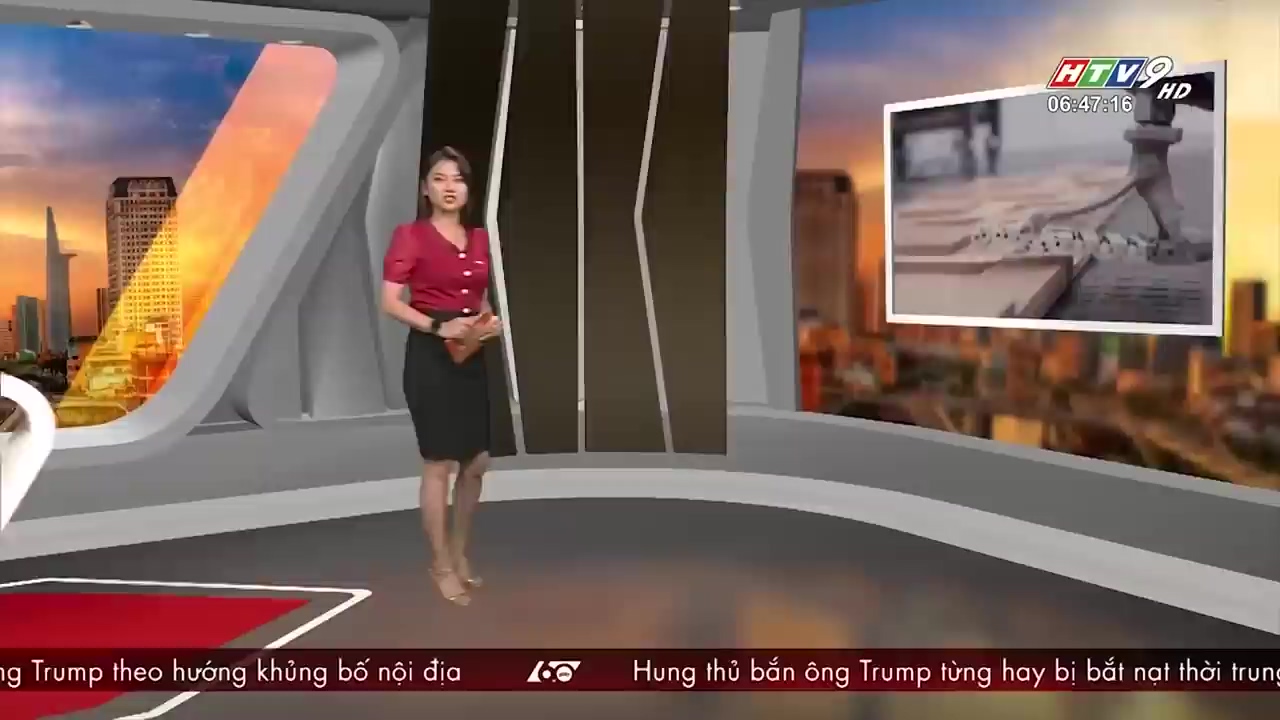 HTV9
HD
06:47:16
Trump theo hướng khủng bố nội địa
60
Hung thủ bắn ông Trump từng hay bị bắt nạt thời trung